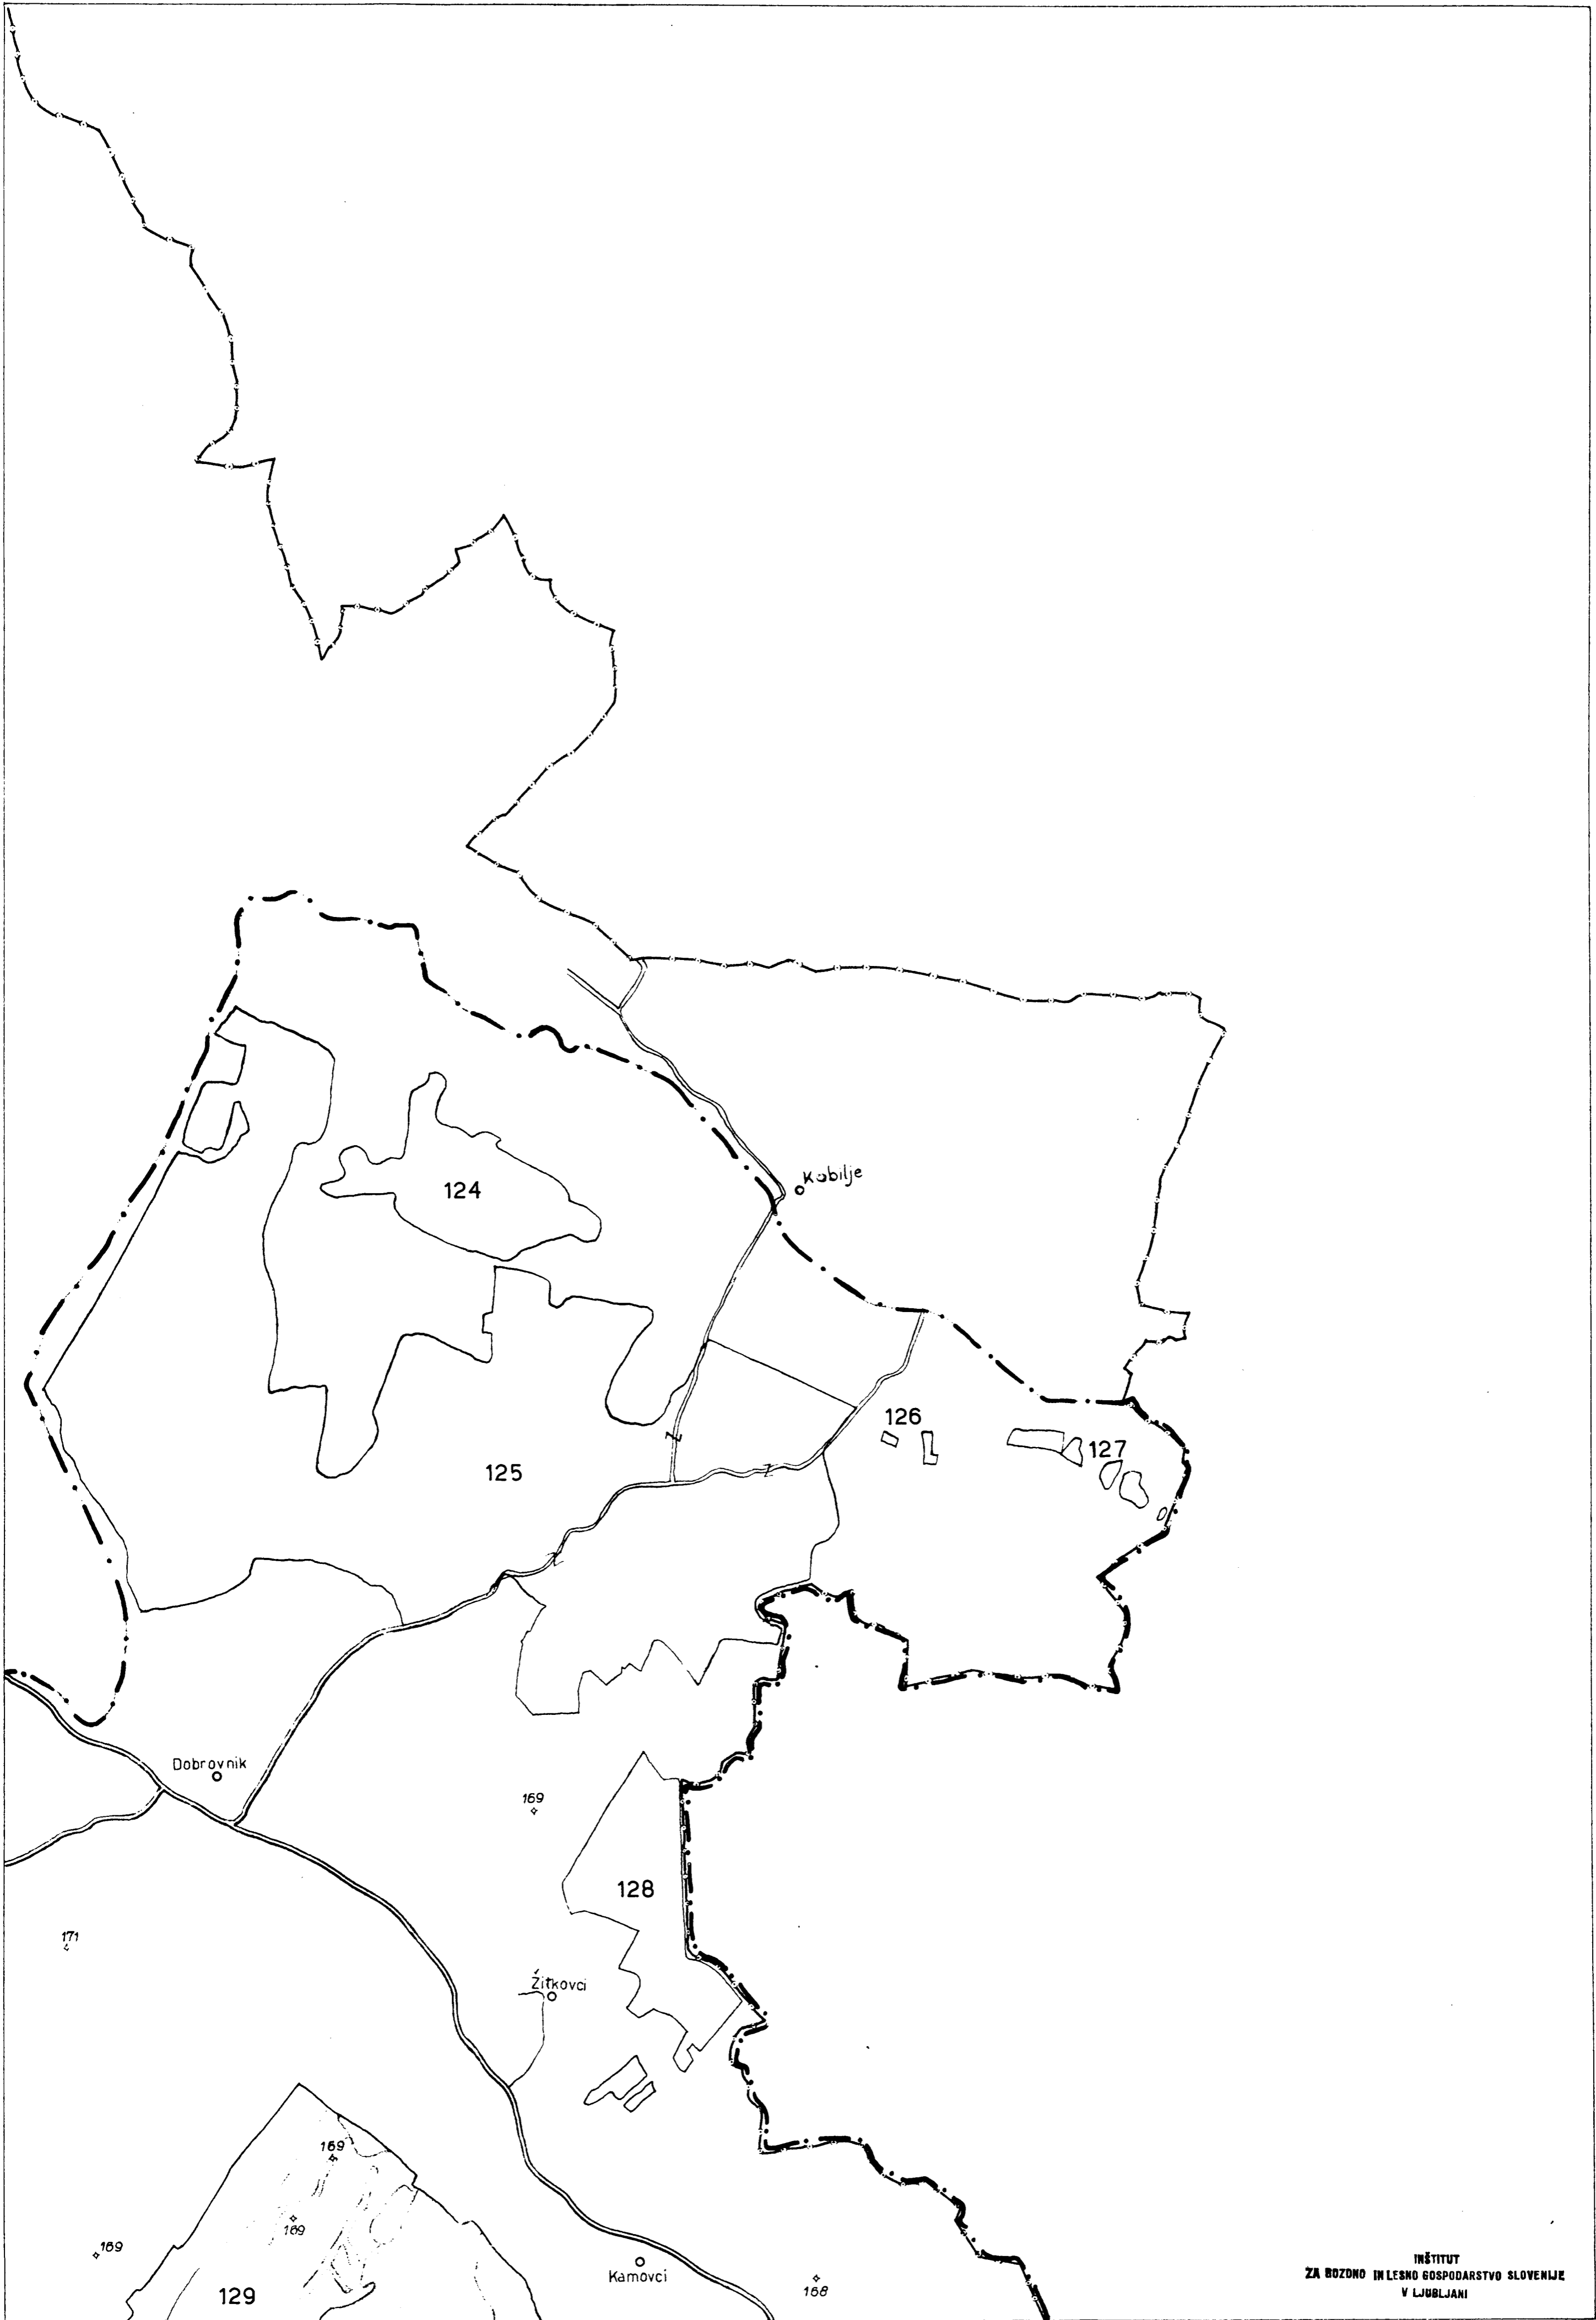 Kobilje
124
126
127
125
Dobrovnik
169
128
171
Žitkovci
169
169
169
129
Kamovci
168
INŠTITUT
ZA GOZDNO IN LESNO GOSPODARSTVO SLOVENIJE
V LJUBLJANI